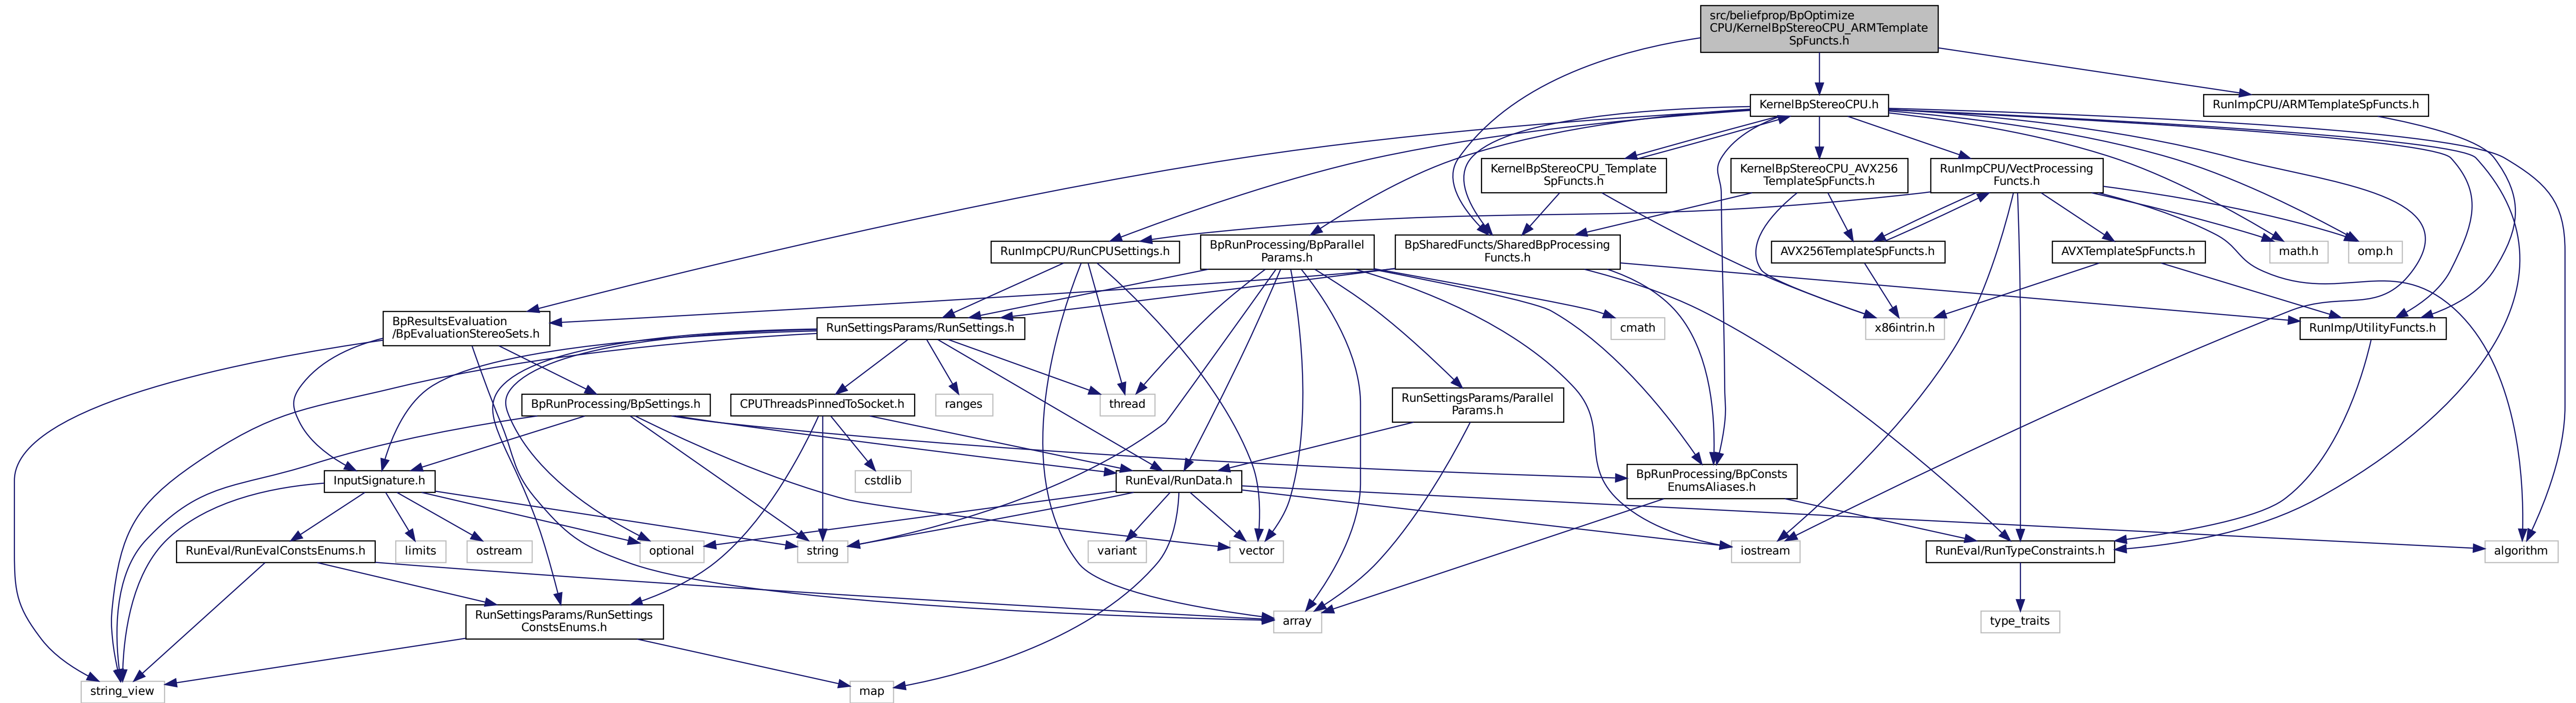 src/beliefprop/BpOptimize
CPU/KernelBpStereoCPU_ARMTemplate
SpFuncts.h
KernelBpStereoCPU.h
RunImpCPU/ARMTemplateSpFuncts.h
KernelBpStereoCPU_Template
SpFuncts.h
KernelBpStereoCPU_AVX256
TemplateSpFuncts.h
RunImpCPU/VectProcessing
Functs.h
RunImpCPU/RunCPUSettings.h
BpRunProcessing/BpParallel
Params.h
BpSharedFuncts/SharedBpProcessing
Functs.h
AVX256TemplateSpFuncts.h
AVXTemplateSpFuncts.h
math.h
omp.h
BpResultsEvaluation
/BpEvaluationStereoSets.h
RunSettingsParams/RunSettings.h
cmath
x86intrin.h
RunImp/UtilityFuncts.h
BpRunProcessing/BpSettings.h
CPUThreadsPinnedToSocket.h
ranges
thread
RunSettingsParams/Parallel
Params.h
InputSignature.h
cstdlib
RunEval/RunData.h
BpRunProcessing/BpConsts
EnumsAliases.h
RunEval/RunEvalConstsEnums.h
limits
ostream
optional
string
variant
vector
iostream
RunEval/RunTypeConstraints.h
algorithm
RunSettingsParams/RunSettings
ConstsEnums.h
array
type_traits
string_view
map